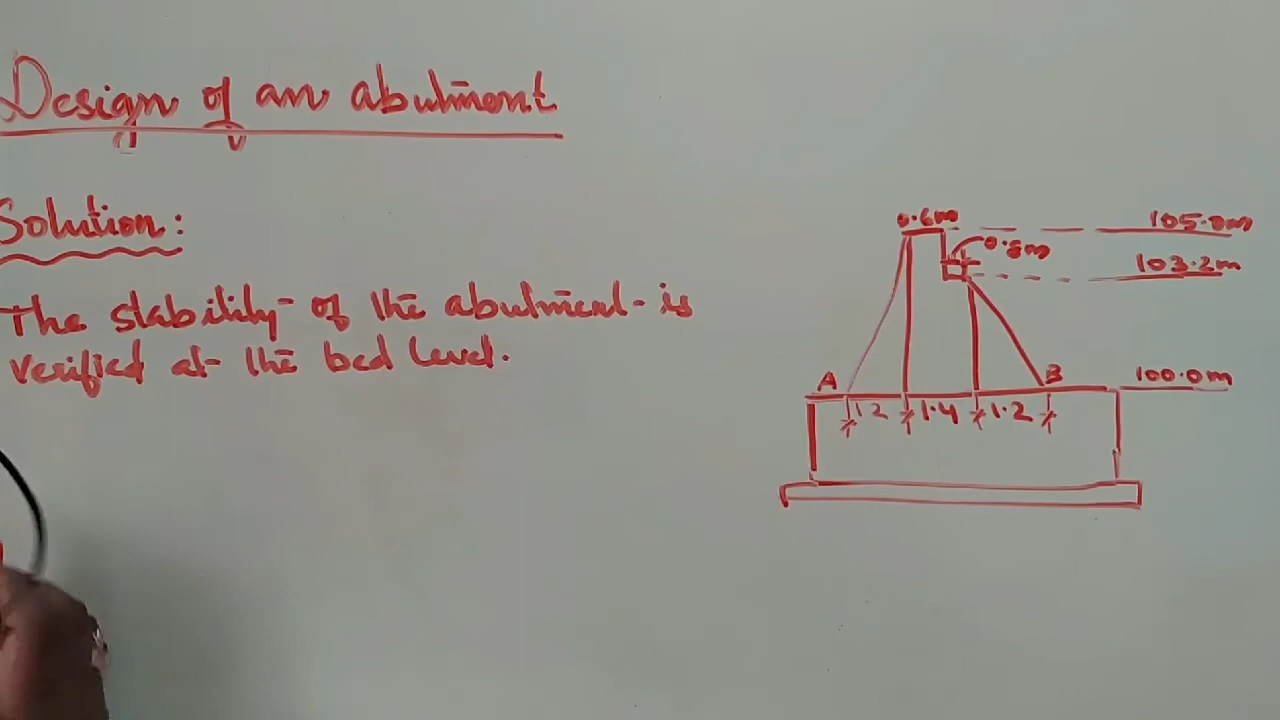 Design of an abutment
Solution:
The stability of the abutment is
verified at the bed level.
0.6m
105.0m
0.8m
103.2m
A
B
100.0m
1.2
1.4
1.2